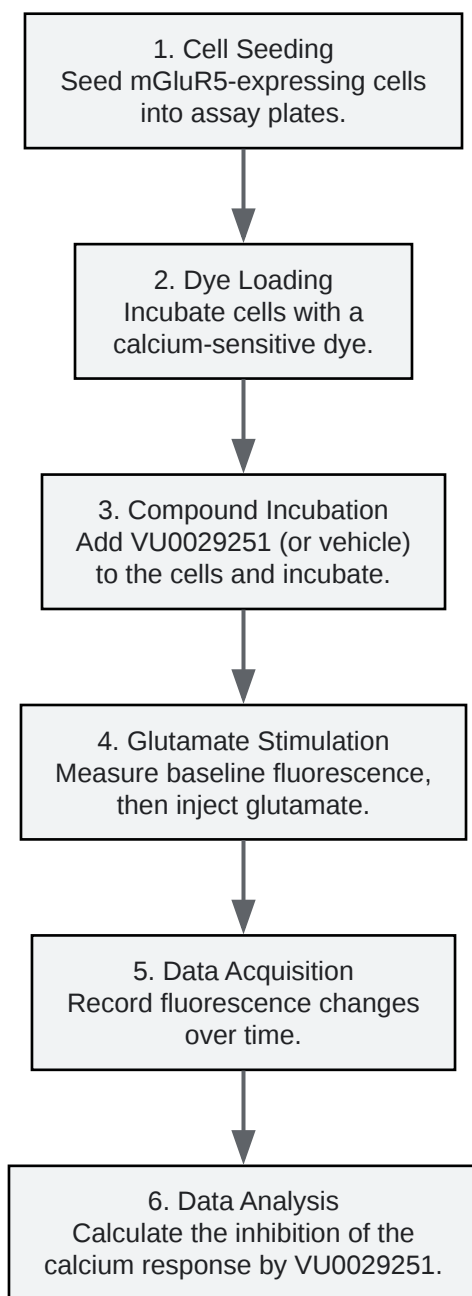 1. Cell Seeding
Seed mGluR5-expressing cells
into assay plates.
2. Dye Loading
Incubate cells with a
calcium-sensitive dye.
3. Compound Incubation
Add VU0029251 (or vehicle)
to the cells and incubate.
4. Glutamate Stimulation
Measure baseline fluorescence,
then inject glutamate.
5. Data Acquisition
Record fluorescence changes
over time.
6. Data Analysis
Calculate the inhibition of the
calcium response by VU0029251.